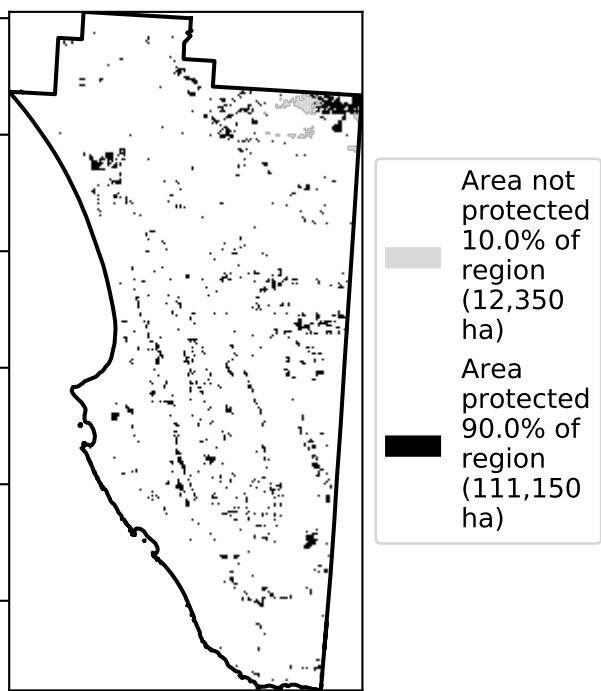 Area not
protected
10.0% of
region
(12,350
ha)
Area
protected
90.0% of
region
(111,150
ha)